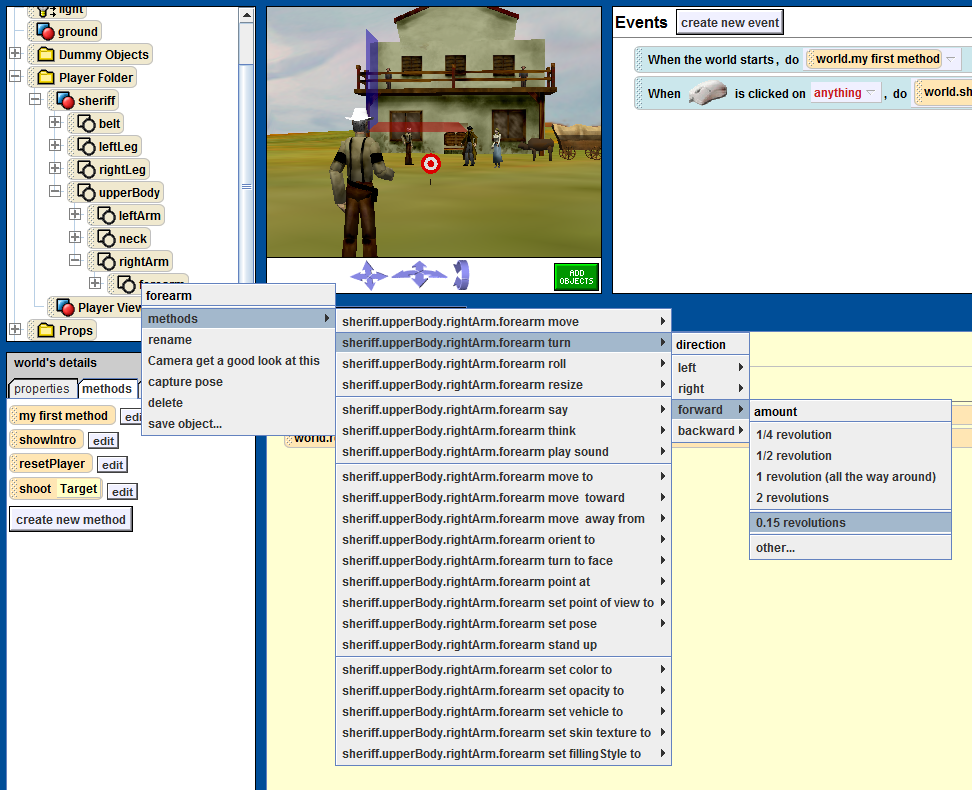 light
ground
Dummy Objects
Player Folder
sheriff
belt
leftLeg
rightLeg
upperBody
leftArm
neck
rightArm
forearm
Player View
Props
ADD
OBJECTS
Events
create new event
When the world starts, do world.my first method
When is clicked on anything , do world.sh
world's details
properties
methods
my first method edi
showIntro edit
resetPlayer edit
shoot Target edit
create new method
forearm
methods
rename
Camera get a good look at this
capture pose
delete
save object...
world.r
sheriff.upperBody.rightArm.forearm move
sheriff.upperBody.rightArm.forearm turn
sheriff.upperBody.rightArm.forearm roll
sheriff.upperBody.rightArm.forearm resize
sheriff.upperBody.rightArm.forearm say
sheriff.upperBody.rightArm.forearm think
sheriff.upperBody.rightArm.forearm play sound
sheriff.upperBody.rightArm.forearm move to
sheriff.upperBody.rightArm.forearm move toward
sheriff.upperBody.rightArm.forearm move away from
sheriff.upperBody.rightArm.forearm orient to
sheriff.upperBody.rightArm.forearm turn to face
sheriff.upperBody.rightArm.forearm point at
sheriff.upperBody.rightArm.forearm set point of view to
sheriff.upperBody.rightArm.forearm set pose
sheriff.upperBody.rightArm.forearm stand up
sheriff.upperBody.rightArm.forearm set color to
sheriff.upperBody.rightArm.forearm set opacity to
sheriff.upperBody.rightArm.forearm set vehicle to
sheriff.upperBody.rightArm.forearm set skin texture to
sheriff.upperBody.rightArm.forearm set fillingStyle to
direction
left
right
forward
backward
amount
1/4 revolution
1/2 revolution
1 revolution (all the way around)
2 revolutions
0.15 revolutions
other...